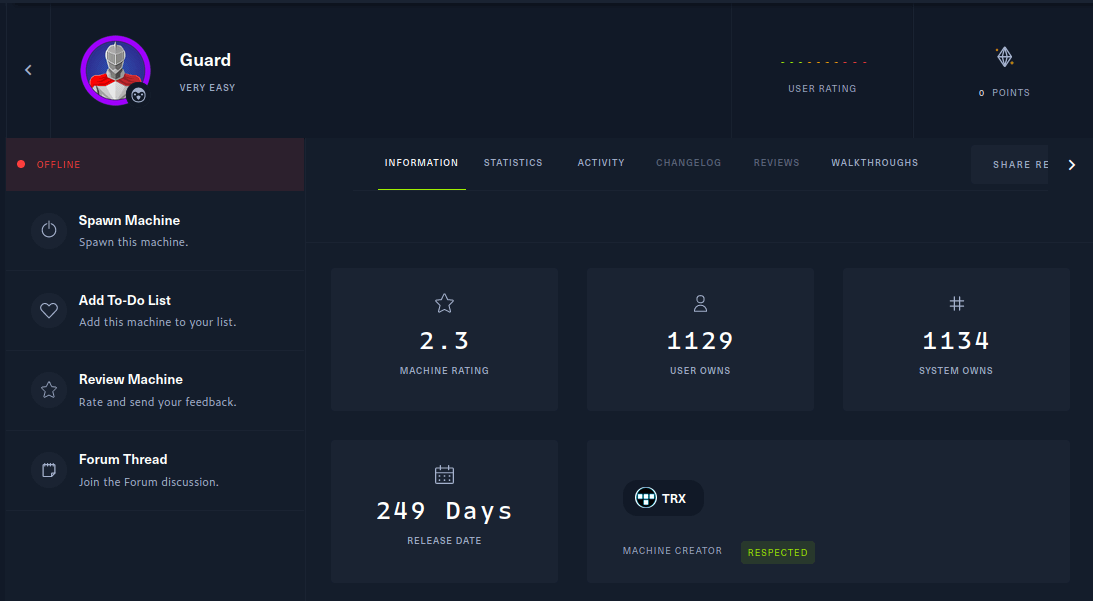 Guard
VERY EASY
- - - - - - - - - -
USER RATING
0 POINTS
OFFLINE
INFORMATION STATISTICS ACTIVITY CHANGELOG REVIEWS WALKTHROUGHS SHARE RE
Spawn Machine
Spawn this machine.
Add To-Do List
Add this machine to your list.
Review Machine
Rate and send your feedback.
Forum Thread
Join the Forum discussion.
2.3
MACHINE RATING
1129
USER OWNS
1134
SYSTEM OWNS
249 Days
RELEASE DATE
TRX
MACHINE CREATOR RESPECTED